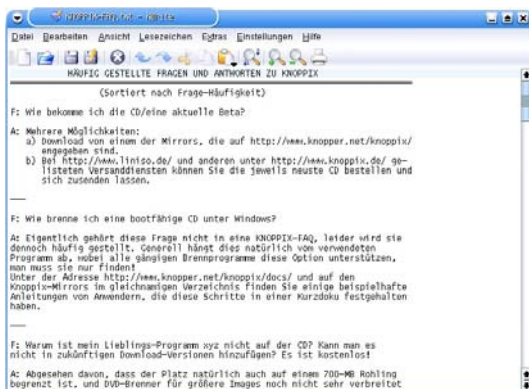 KNOPPIX-FAQ.txt - KWrite
Datei Bearbeiten Ansicht Lesezeichen Extras Einstellungen Hilfe
HÄUFIG GESTELLTE FRAGEN UND ANTWORTEN ZU KNOPPIX
(Sortiert nach Frage-Häufigkeit)
F: Wie bekomme ich die CD/eine aktuelle Beta?
A: Mehrere Möglichkeiten:
a) Download von einem der Mirrors, die auf http://www.knopper.net/knoppix/
engegeben sind.
b) Bei http://www.liniso.de/ und anderen unter http://www.knoppix.de/ ge-
listeten Versanddiensten können Sie die jeweils neuste CD bestellen und
sich zusenden lassen.
F: Wie brenne ich eine bootfähige CD unter Windows?
A: Eigentlich gehört diese Frage nicht in eine KNOPPIX-FAQ, leider wird sie
dennoch häufig gestellt. Generell hängt dies natürlich vom verwendeten
Programm ab, wobei alle gängigen Brennprogramme diese Option unterstützen,
man muss sie nur finden!
Unter der Adresse http://www.knopper.net/knoppix/docs/ und auf den
Knoppix-Mirrors im gleichnamigen Verzeichnis finden Sie einige beispielhafte
Anleitungen von Anwendern, die diese Schritte in einer Kurzdoku festgehalten
haben.
F: Warum ist mein Lieblings-Programm xyz nicht auf der CD? Kann man es
nicht in zukünftigen Download-Versionen hinzufügen? Es ist kostenlos!
A: Abgesehen davon, dass der Platz natürlich auch auf einem 700-MB Rohling
begrenzt ist, und DVD-Brenner für größere Images noch nicht sehr verbreitet